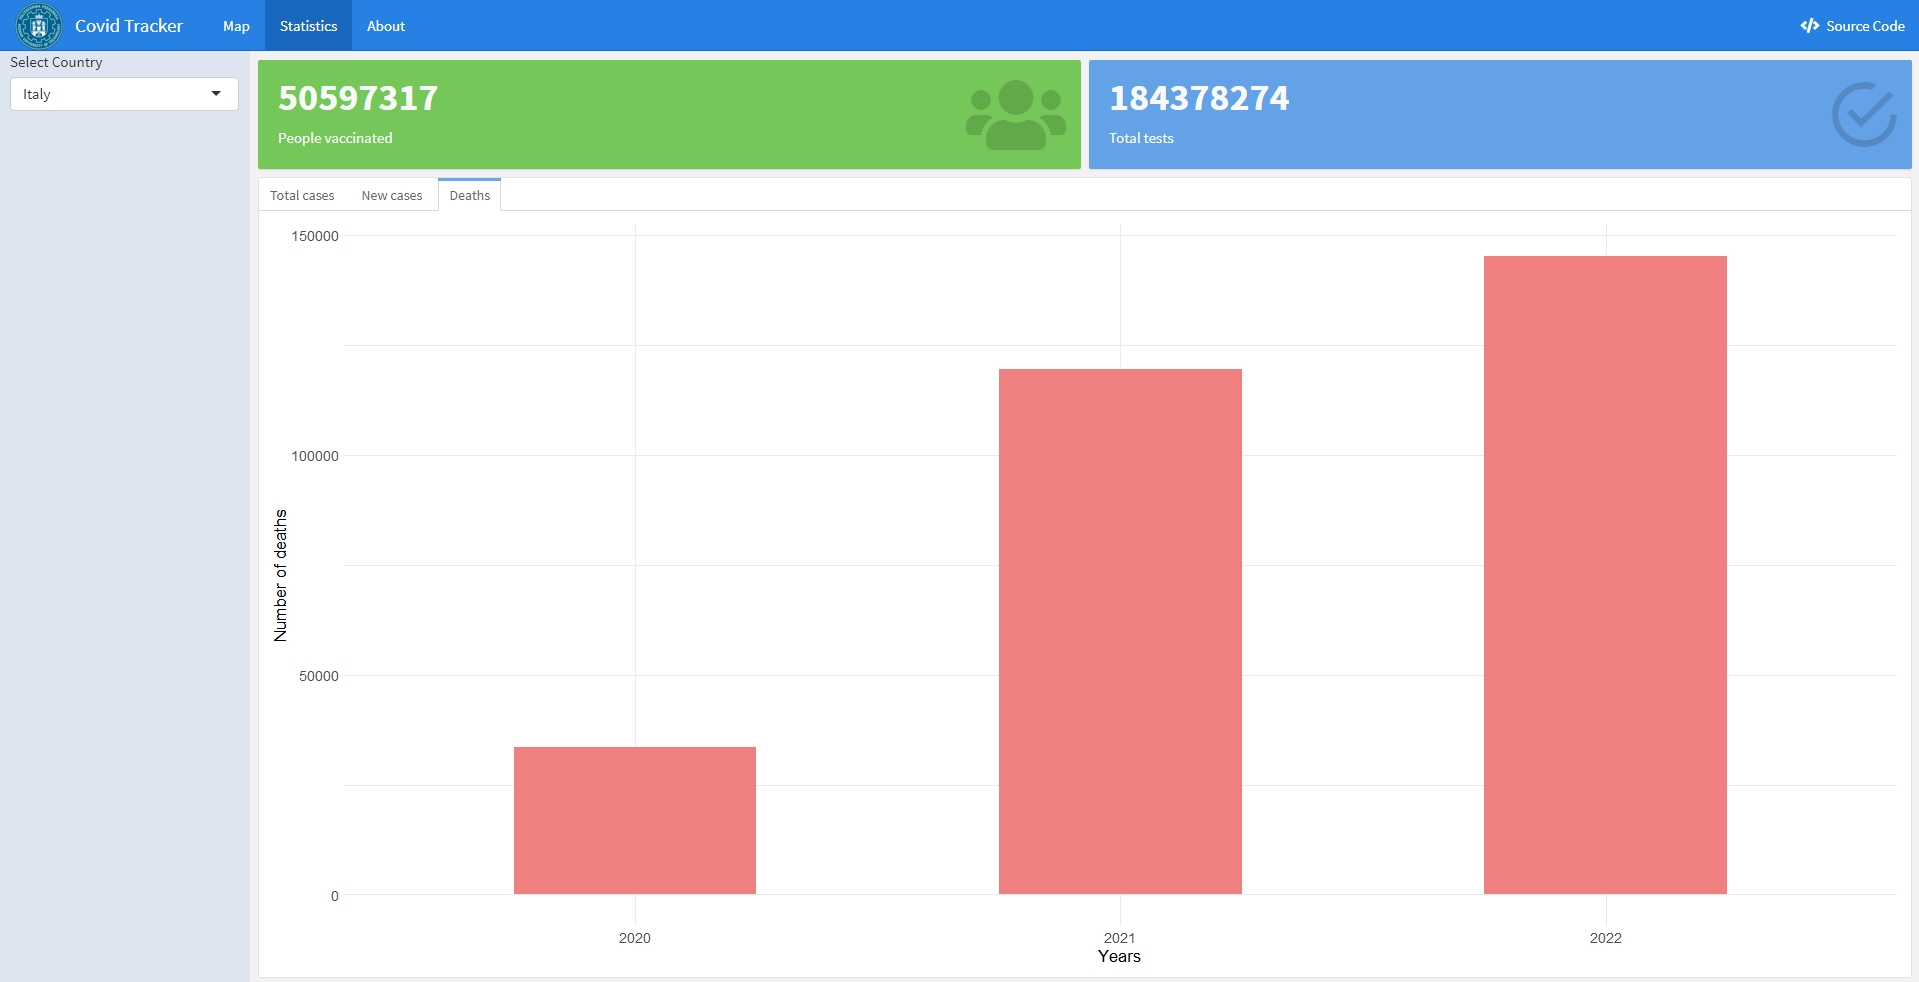 Covid Tracker
Map
Statistics
About
Source Code
Select Country
Italy
50597317
People vaccinated
184378274
Total tests
Total cases
New cases
Deaths
150000
100000
50000
0
Number of deaths
2020
2021
2022
Years